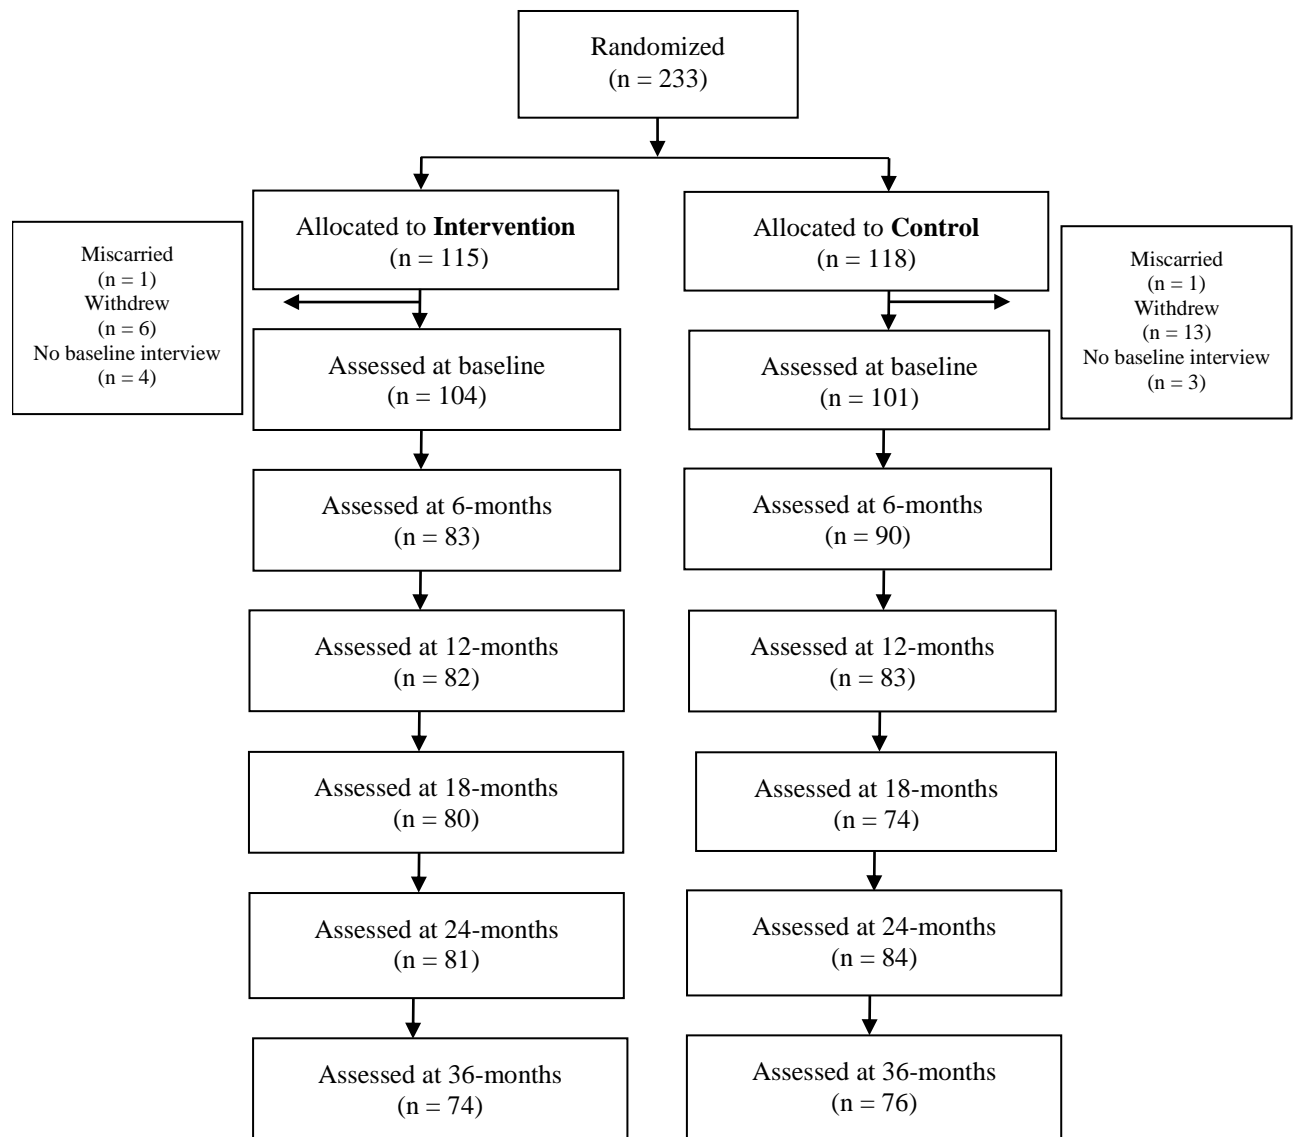 Randomized
(n = 233)
Allocated to Intervention
(n = 115)
Allocated to Control
(n = 118)
Miscarried
(n = 1)
Withdrew
(n = 6)
No baseline interview
(n = 4)
Miscarried
(n = 1)
Withdrew
(n = 13)
No baseline interview
(n = 3)
Assessed at baseline
(n = 104)
Assessed at baseline
(n = 101)
Assessed at 6-months
(n = 83)
Assessed at 6-months
(n = 90)
Assessed at 12-months
(n = 82)
Assessed at 12-months
(n = 83)
Assessed at 18-months
(n = 80)
Assessed at 18-months
(n = 74)
Assessed at 24-months
(n = 81)
Assessed at 24-months
(n = 84)
Assessed at 36-months
(n = 74)
Assessed at 36-months
(n = 76)